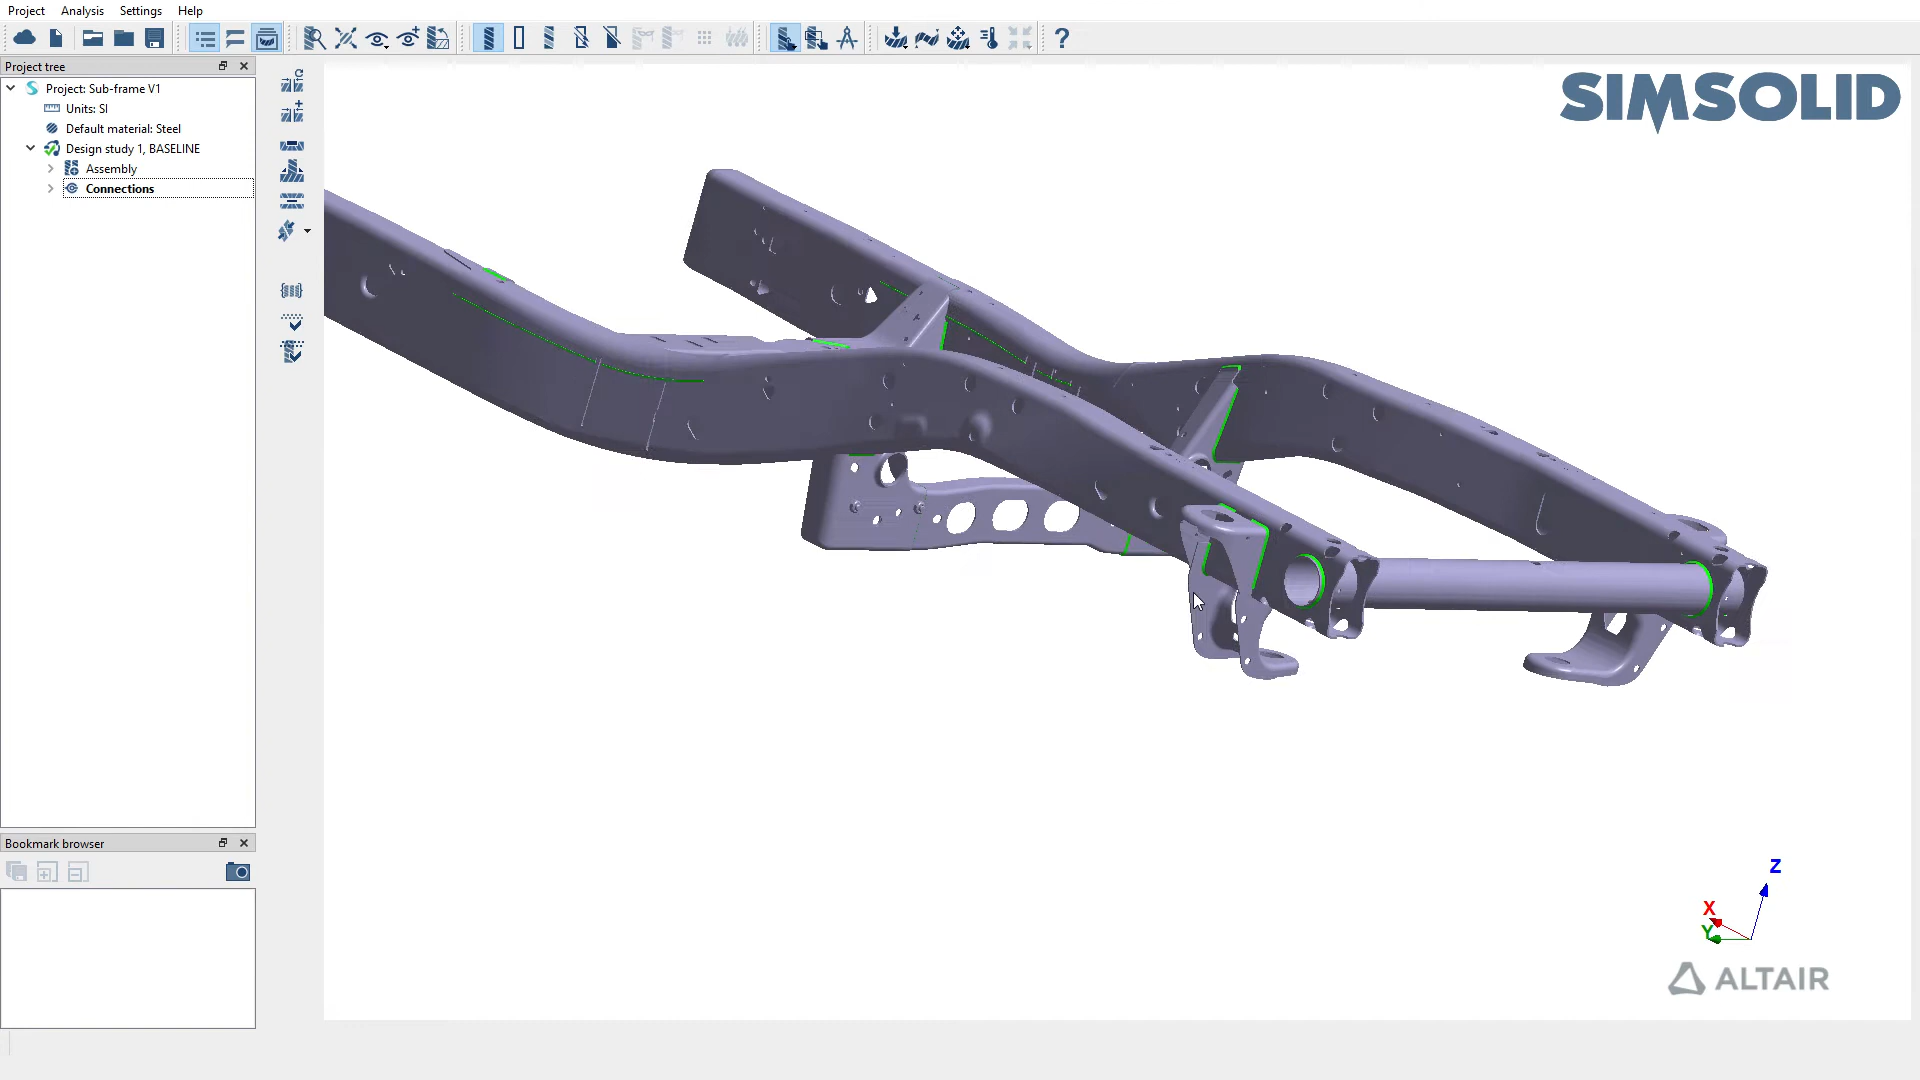 Project Analysis Settings Help
Project tree
Project: Sub-frame V1
Units: SI
Default material: Steel
Design study 1, BASELINE
Assembly
Connections
Bookmark browser
SIMSOLID
Z
X
Y
ALTAIR